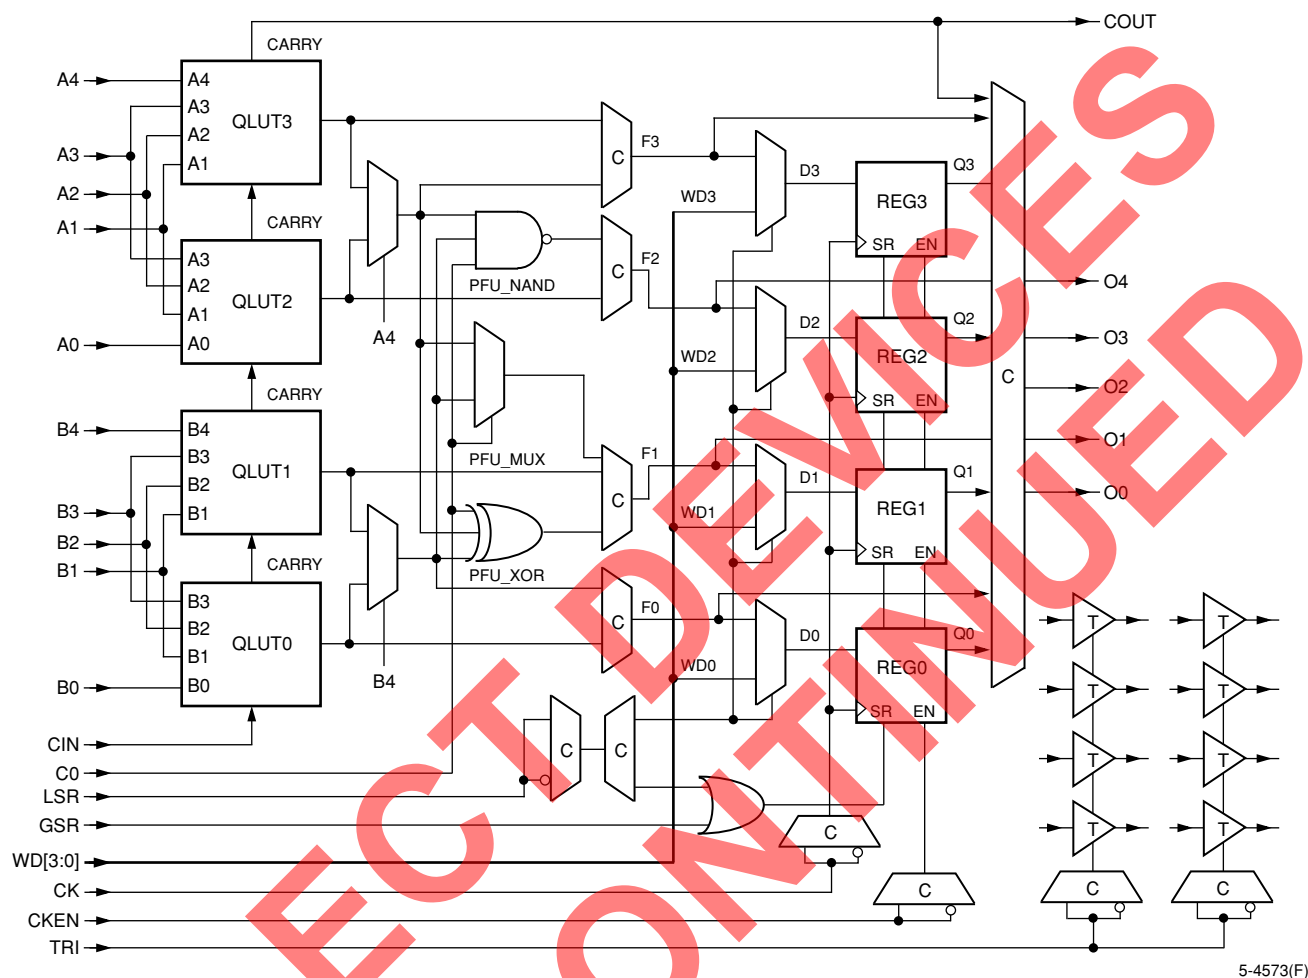 COUT
CARRY
A4
A4
A3
A2
A1
QLUT3
A3
A2
A1
CARRY
A3
A2
A1
A0
QLUT2
A0
A4
CARRY
B4
B4
B3
B2
B1
QLUT1
B3
B2
B1
CARRY
B3
B2
B1
B0
QLUT0
B0
B4
CIN
C0
LSR
GSR
WD[3:0]
CK
CKEN
TRI
PFU_NAND
PFU_MUX
PFU_XOR
C
F3
C
F2
C
F1
C
F0
C
C
WD3
D3
REG3
SR
EN
Q3
WD2
D2
REG2
SR
EN
Q2
WD1
D1
REG1
SR
EN
Q1
WD0
D0
REG0
SR
EN
Q0
C
C
C
O4
O3
O2
O1
O0
T
T
T
T
T
T
T
T
C
C
ECT DEVICES
ONTINUED
5-4573(F)